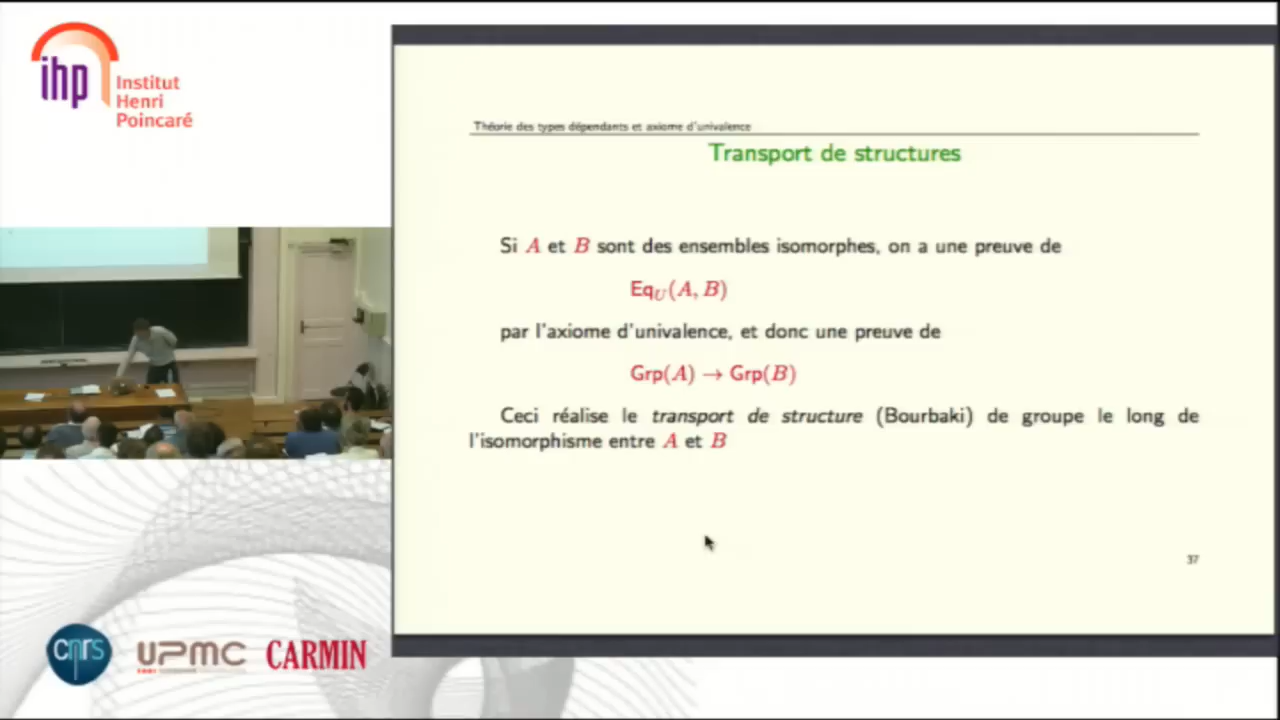 ihp
Institut
Henri
Poincaré
Théorie des types dépendants et axiome d'univalence
Transport de structures
Si A et B sont des ensembles isomorphes, on a une preuve de
Eq_U(A, B)
par l'axiome d'univalence, et donc une preuve de
Grp(A) → Grp(B)
Ceci réalise le transport de structure (Bourbaki) de groupe le long de
l'isomorphisme entre A et B
37
cnrs
UPMC
CARMIN